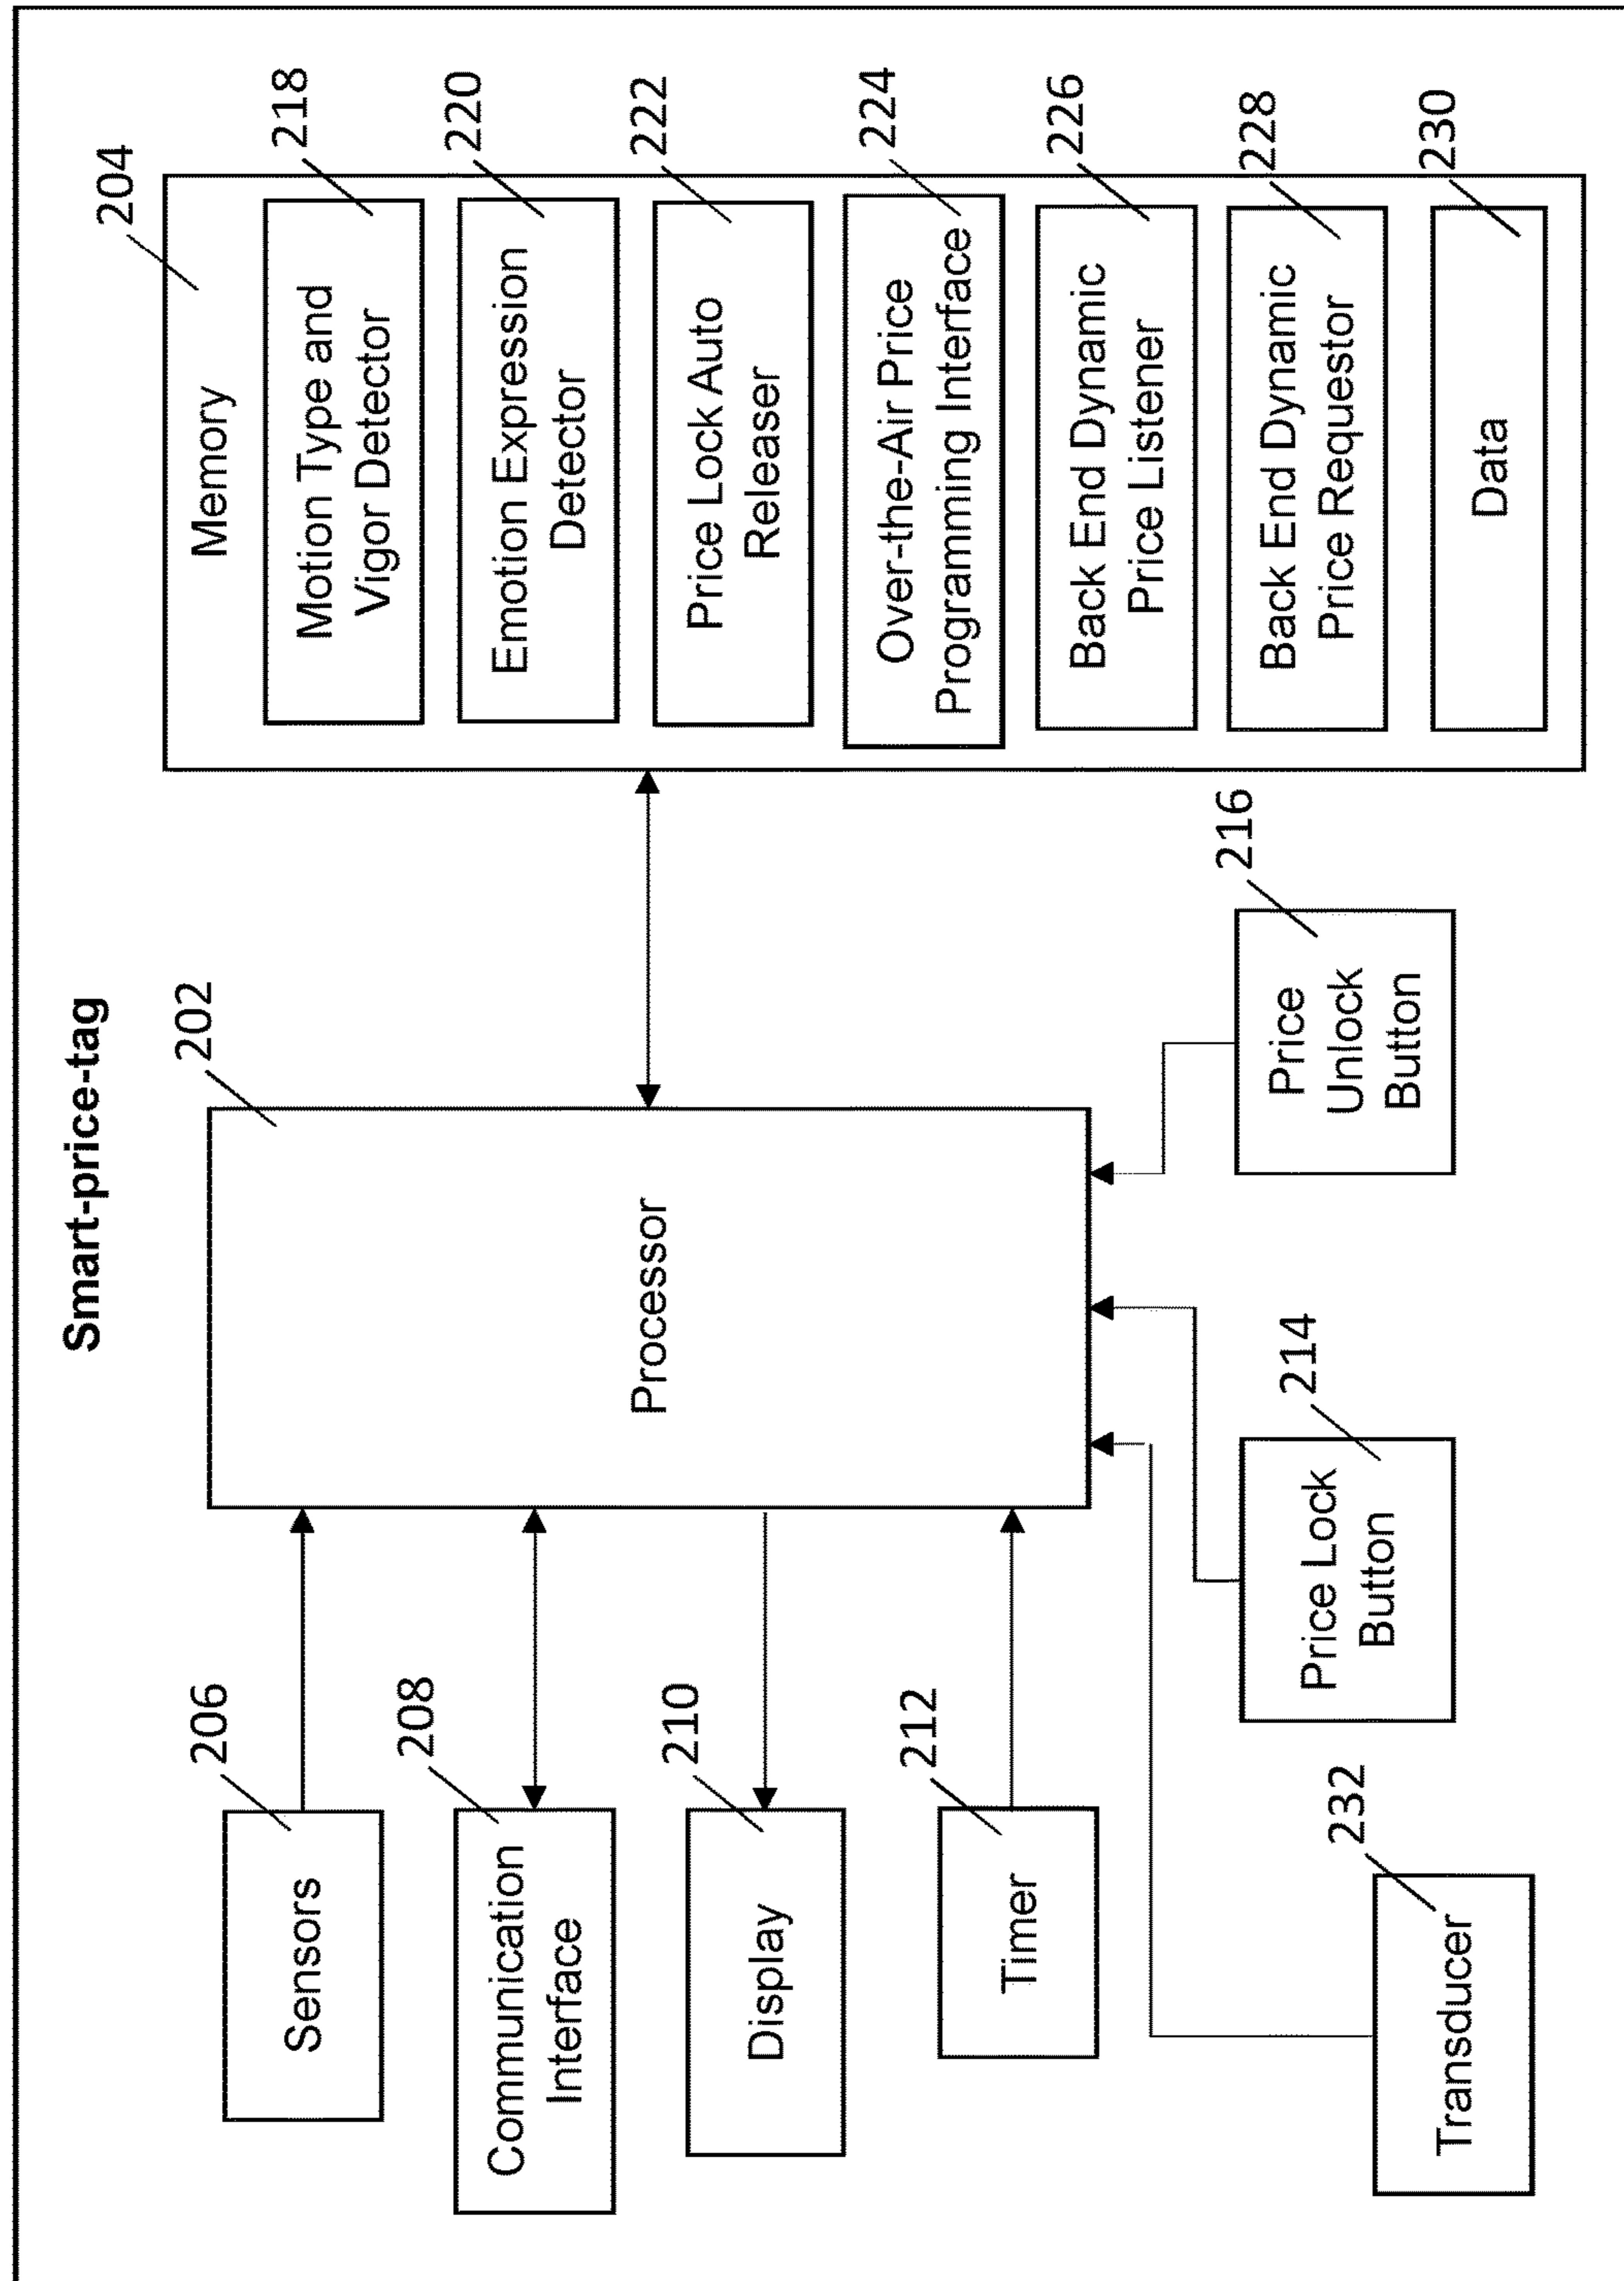 Smart-price-tag
206
Sensors
208
Communication
Interface
210
Display
212
Timer
232
Transducer
202
Processor
214
Price Lock
Button
216
Price
Unlock
Button
204
Memory
218
Motion Type and
Vigor Detector
220
Emotion Expression
Detector
222
Price Lock Auto
Releaser
224
Over-the-Air Price
Programming Interface
226
Back End Dynamic
Price Listener
228
Back End Dynamic
Price Requestor
230
Data